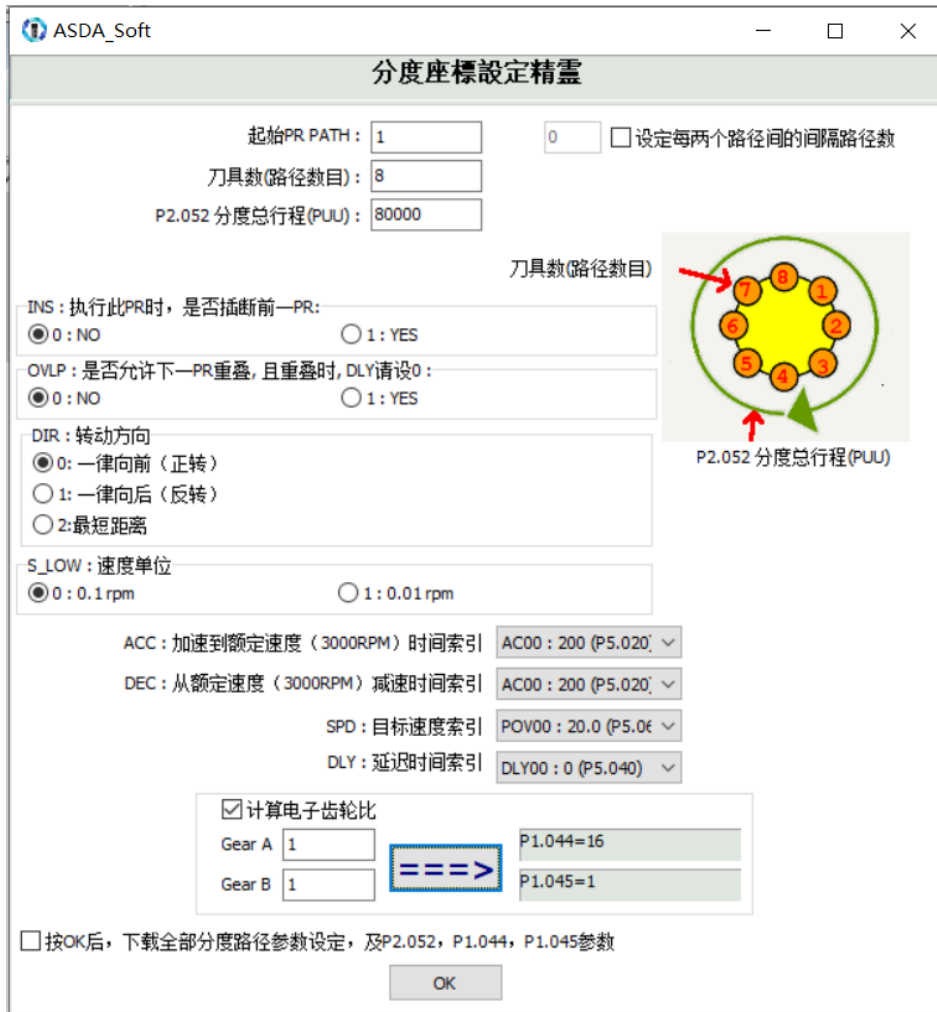 ASDA_Soft
分度座標設定精霊
起始PR PATH : 1
0 设定每两个路径间的间隔路径数
刀具数(路径数目) : 8
P2.052 分度总行程(PUU) : 80000
刀具数(路径数目)
8
7 1
6 2
5 3
4
P2.052 分度总行程(PUU)
INS : 执行此PR时，是否插断前一PR:
0 : NO 1 : YES
OVLP : 是否允许下一PR重叠, 且重叠时, DLY请设0 :
0 : NO 1 : YES
DIR : 转动方向
0: 一律向前（正转）
1: 一律向后（反转）
2:最短距离
S_LOW : 速度单位
0 : 0.1 rpm 1 : 0.01 rpm
ACC : 加速到额定速度（3000RPM）时间索引 AC00 : 200 (P5.020)
DEC : 从额定速度（3000RPM）减速时间索引 AC00 : 200 (P5.020)
SPD : 目标速度索引 POV00 : 20.0 (P5.06
DLY : 延迟时间索引 DLY00 : 0 (P5.040)
计算电子齿轮比
Gear A 1 P1.044=16
===>
Gear B 1 P1.045=1
按OK后，下载全部分度路径参数设定，及P2.052，P1.044，P1.045参数
OK